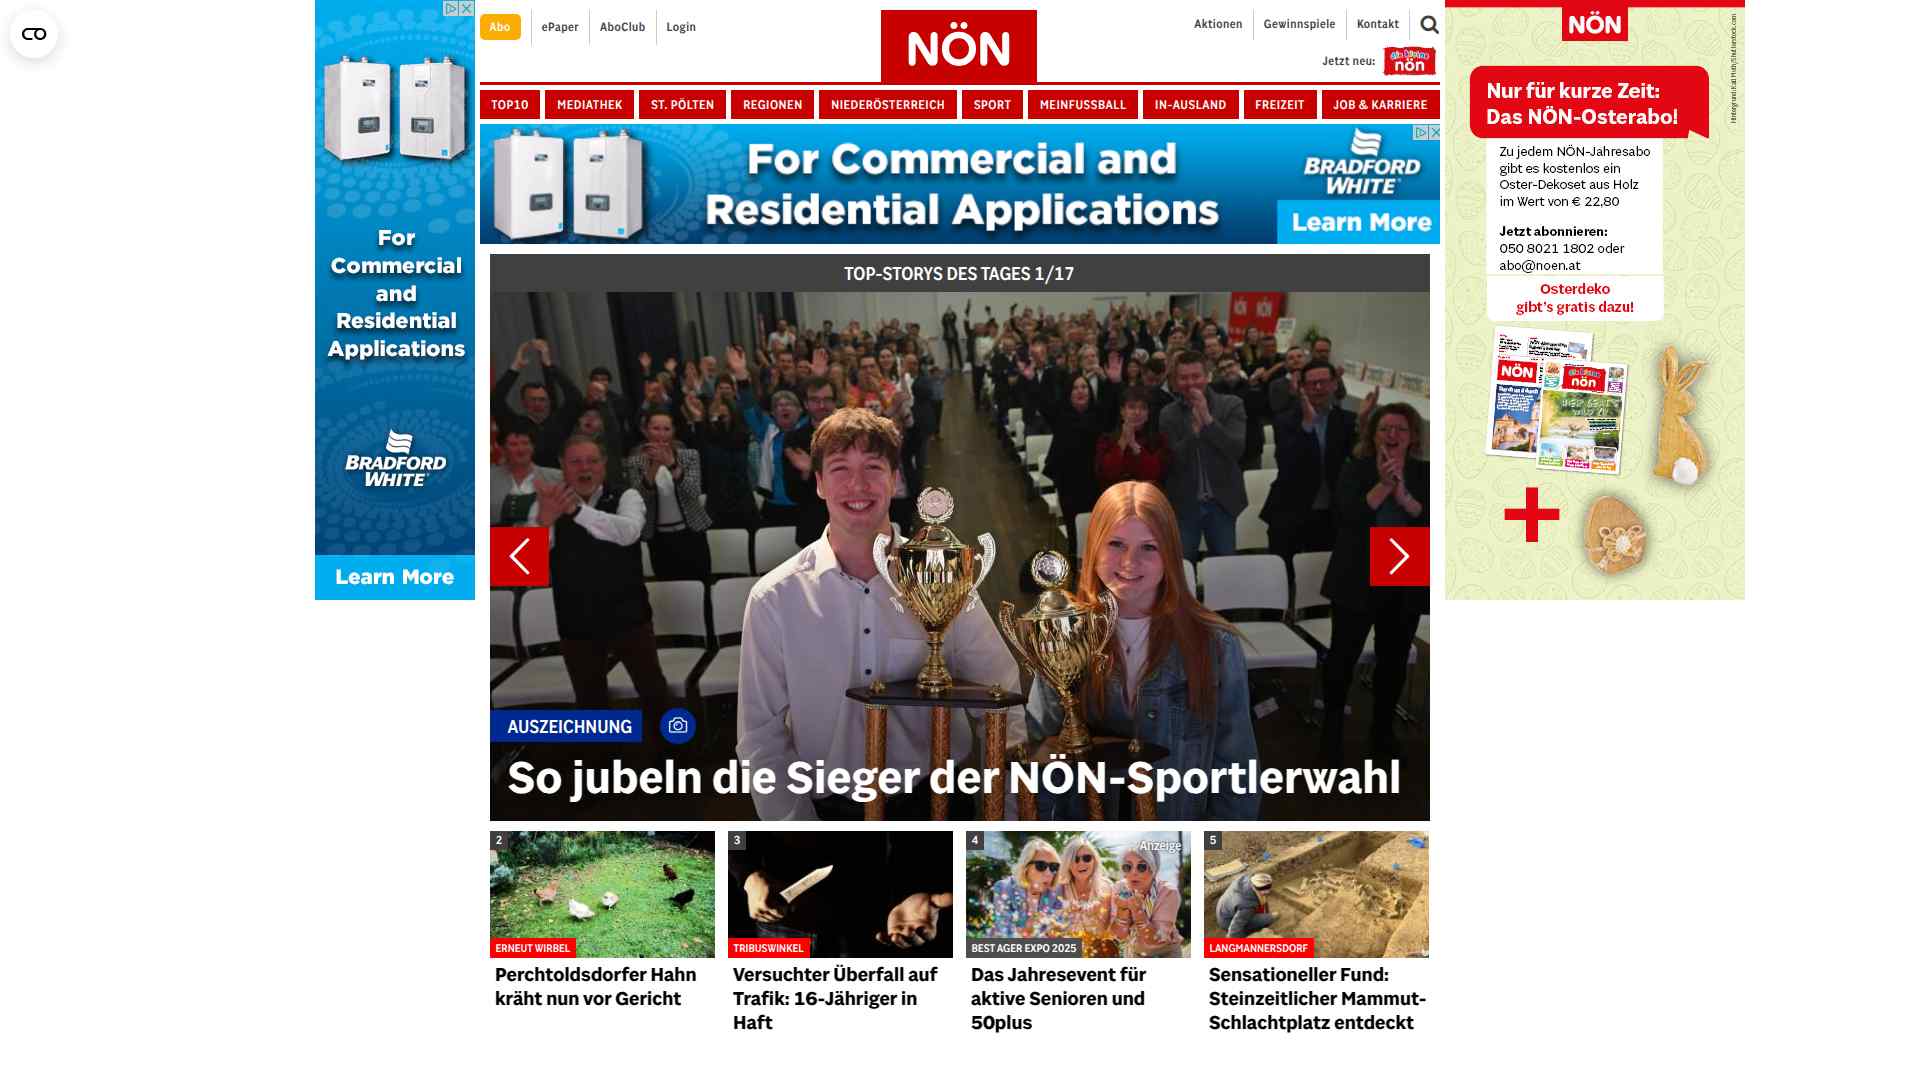 Abo
ePaper
AboClub
Login
NÖN
Aktionen
Gewinnspiele
Kontakt
Jetzt neu:
die kleine
nön
TOP10
MEDIATHEK
ST. PÖLTEN
REGIONEN
NIEDERÖSTERREICH
SPORT
MEINFUSSBALL
IN-AUSLAND
FREIZEIT
JOB & KARRIERE
For
Commercial
and
Residential
Applications
BRADFORD
WHITE
Learn More
For Commercial and
Residential Applications
BRADFORD
WHITE
Learn More
TOP-STORYS DES TAGES 1/17
NÖN
AUSZEICHNUNG
So jubeln die Sieger der NÖN-Sportlerwahl
2
ERNEUT WIRBEL
Perchtoldsdorfer Hahn
kräht nun vor Gericht
3
TRIBUSWINKEL
Versuchter Überfall auf
Trafik: 16-Jähriger in
Haft
4
Anzeige
BEST AGER EXPO 2025
Das Jahresevent für
aktive Senioren und
50plus
5
LANGMANNERSDORF
Sensationeller Fund:
Steinzeitlicher Mammut-
Schlachtplatz entdeckt
NÖN
Nur für kurze Zeit:
Das NÖN-Osterabo!
Zu jedem NÖN-Jahresabo
gibt es kostenlos ein
Oster-Dekoset aus Holz
im Wert von € 22,80
Jetzt abonnieren:
050 8021 1802 oder
abo@noen.at
Osterdeko
gibt's gratis dazu!
NÖN
die kleine
nön